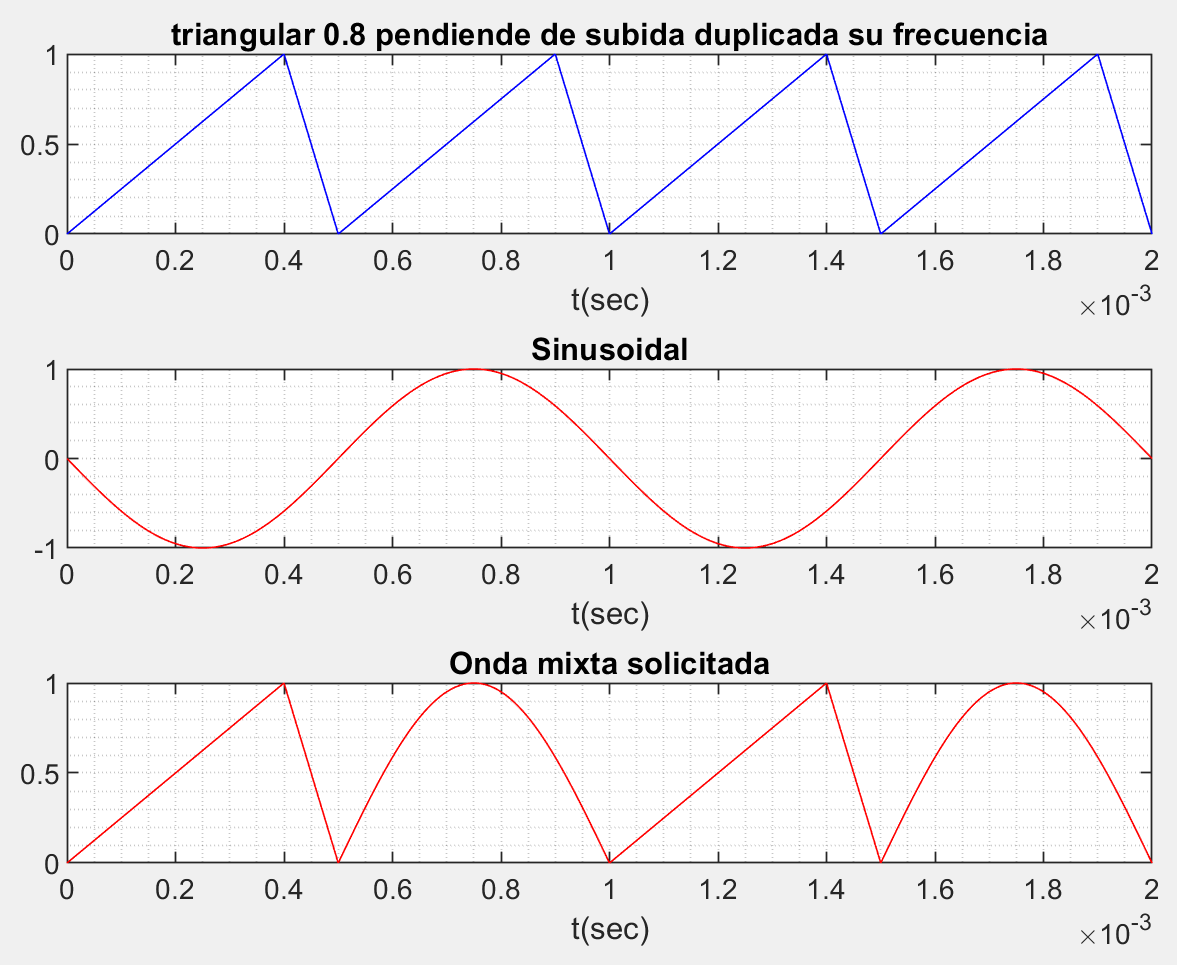 triangular 0.8 pendiende de subida duplicada su frecuencia
1
0.5
0
0 0.2 0.4 0.6 0.8 1 1.2 1.4 1.6 1.8 2
t(sec)
×10-3
Sinusoidal
1
0
-1
0 0.2 0.4 0.6 0.8 1 1.2 1.4 1.6 1.8 2
t(sec)
×10-3
Onda mixta solicitada
1
0.5
0
0 0.2 0.4 0.6 0.8 1 1.2 1.4 1.6 1.8 2
t(sec)
×10-3